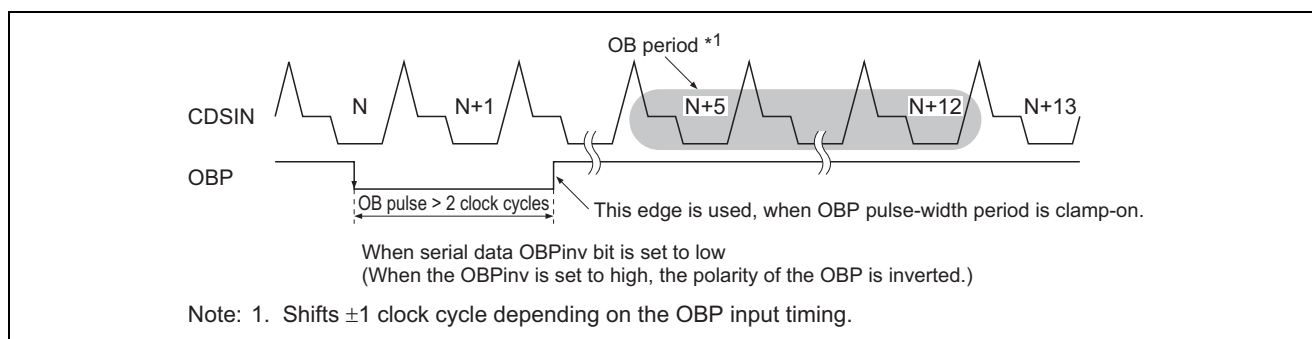 OB period *1
CDSIN
N
N+1
N+5
N+12
N+13
OBP
OB pulse > 2 clock cycles
This edge is used, when OBP pulse-width period is clamp-on.
When serial data OBPinv bit is set to low
(When the OBPinv is set to high, the polarity of the OBP is inverted.)
Note: 1. Shifts ±1 clock cycle depending on the OBP input timing.